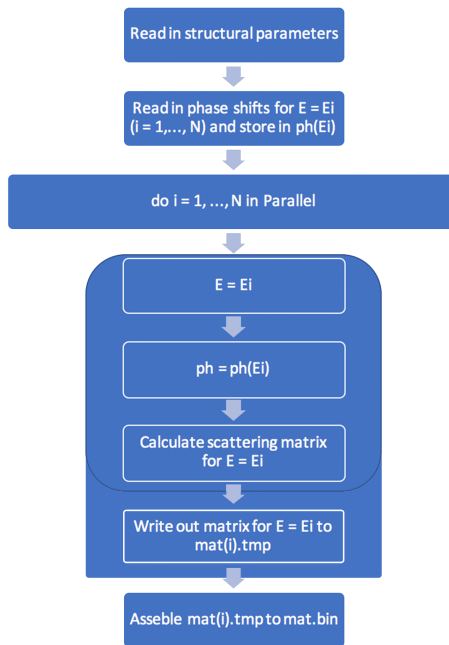 Read in structural parameters
Read in phase shifts for E = Ei
(i = 1,..., N) and store in ph(Ei)
do i = 1, ..., N in Parallel
E = Ei
ph = ph(Ei)
Calculate scattering matrix
for E = Ei
Write out matrix for E = Ei to
mat(i).tmp
Asseble mat(i).tmp to mat.bin